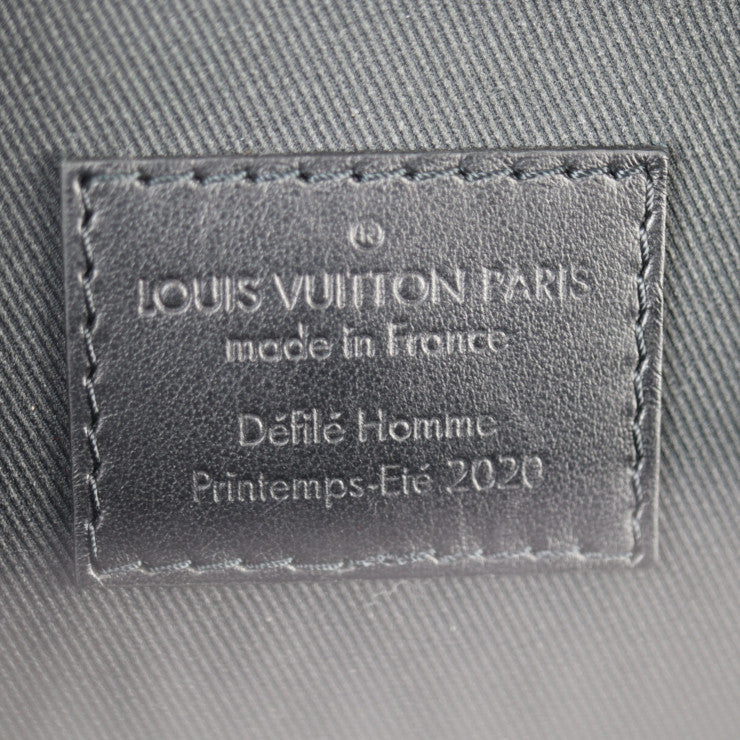 ®
LOUIS VUITTON PARIS
made in France
Défilé Homme
Printemps-Eté 2020